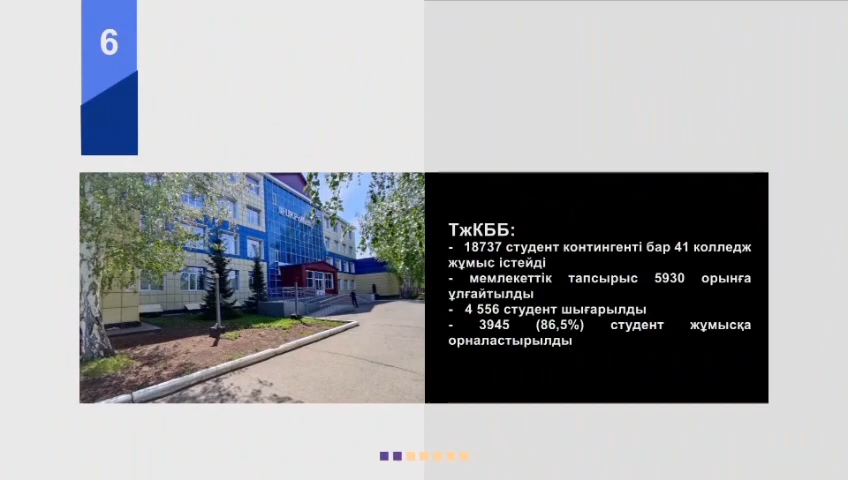 6
ТжКББ:
- 18737 студент контингенті бар 41 колледж
жұмыс істейді
- мемлекеттік тапсырыс 5930 орынға
ұлғайтылды
- 4 556 студент шығарылды
- 3945 (86,5%) студент жұмысқа
орналастырылды